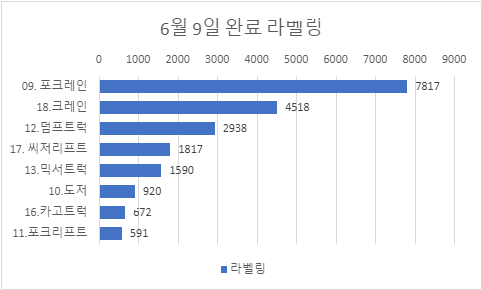 6월 9일 완료 라벨링
0 1000 2000 3000 4000 5000 6000 7000 8000 9000
09. 포크레인 7817
18.크레인 4518
12.덤프트럭 2938
17. 씨저리프트 1817
13.믹서트럭 1590
10.도저 920
16.카고트럭 672
11.포크리프트 591
라벨링